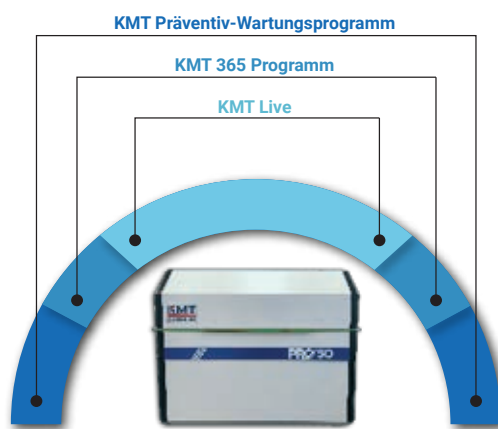 KMT Präventiv-Wartungsprogramm
KMT 365 Programm
KMT Live
KMT
PRO 50